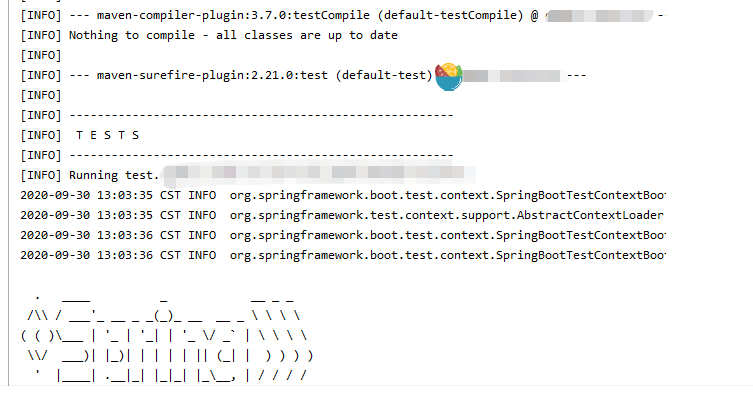 [INFO] --- maven-compiler-plugin:3.7.0:testCompile (default-testCompile) @
[INFO] Nothing to compile - all classes are up to date
[INFO]
[INFO] --- maven-surefire-plugin:2.21.0:test (default-test) ---
[INFO]
[INFO] -------------------------------------------------------
[INFO]  T E S T S
[INFO] -------------------------------------------------------
[INFO] Running test.
2020-09-30 13:03:35 CST INFO  org.springframework.boot.test.context.SpringBootTestContextBoo
2020-09-30 13:03:35 CST INFO  org.springframework.test.context.support.AbstractContextLoader
2020-09-30 13:03:36 CST INFO  org.springframework.boot.test.context.SpringBootTestContextBoo
2020-09-30 13:03:36 CST INFO  org.springframework.boot.test.context.SpringBootTestContextBoo
  .   ____          _            __ _ _
 /\\ / ___'_ __ _ _(_)_ __  __ _ \ \ \ \
( ( )\___ | '_ | '_| | '_ \/ _` | \ \ \ \
 \\/  ___)| |_)| | | | | || (_| |  ) ) ) )
  '  |____| .__|_| |_|_| |_\__, | / / / /